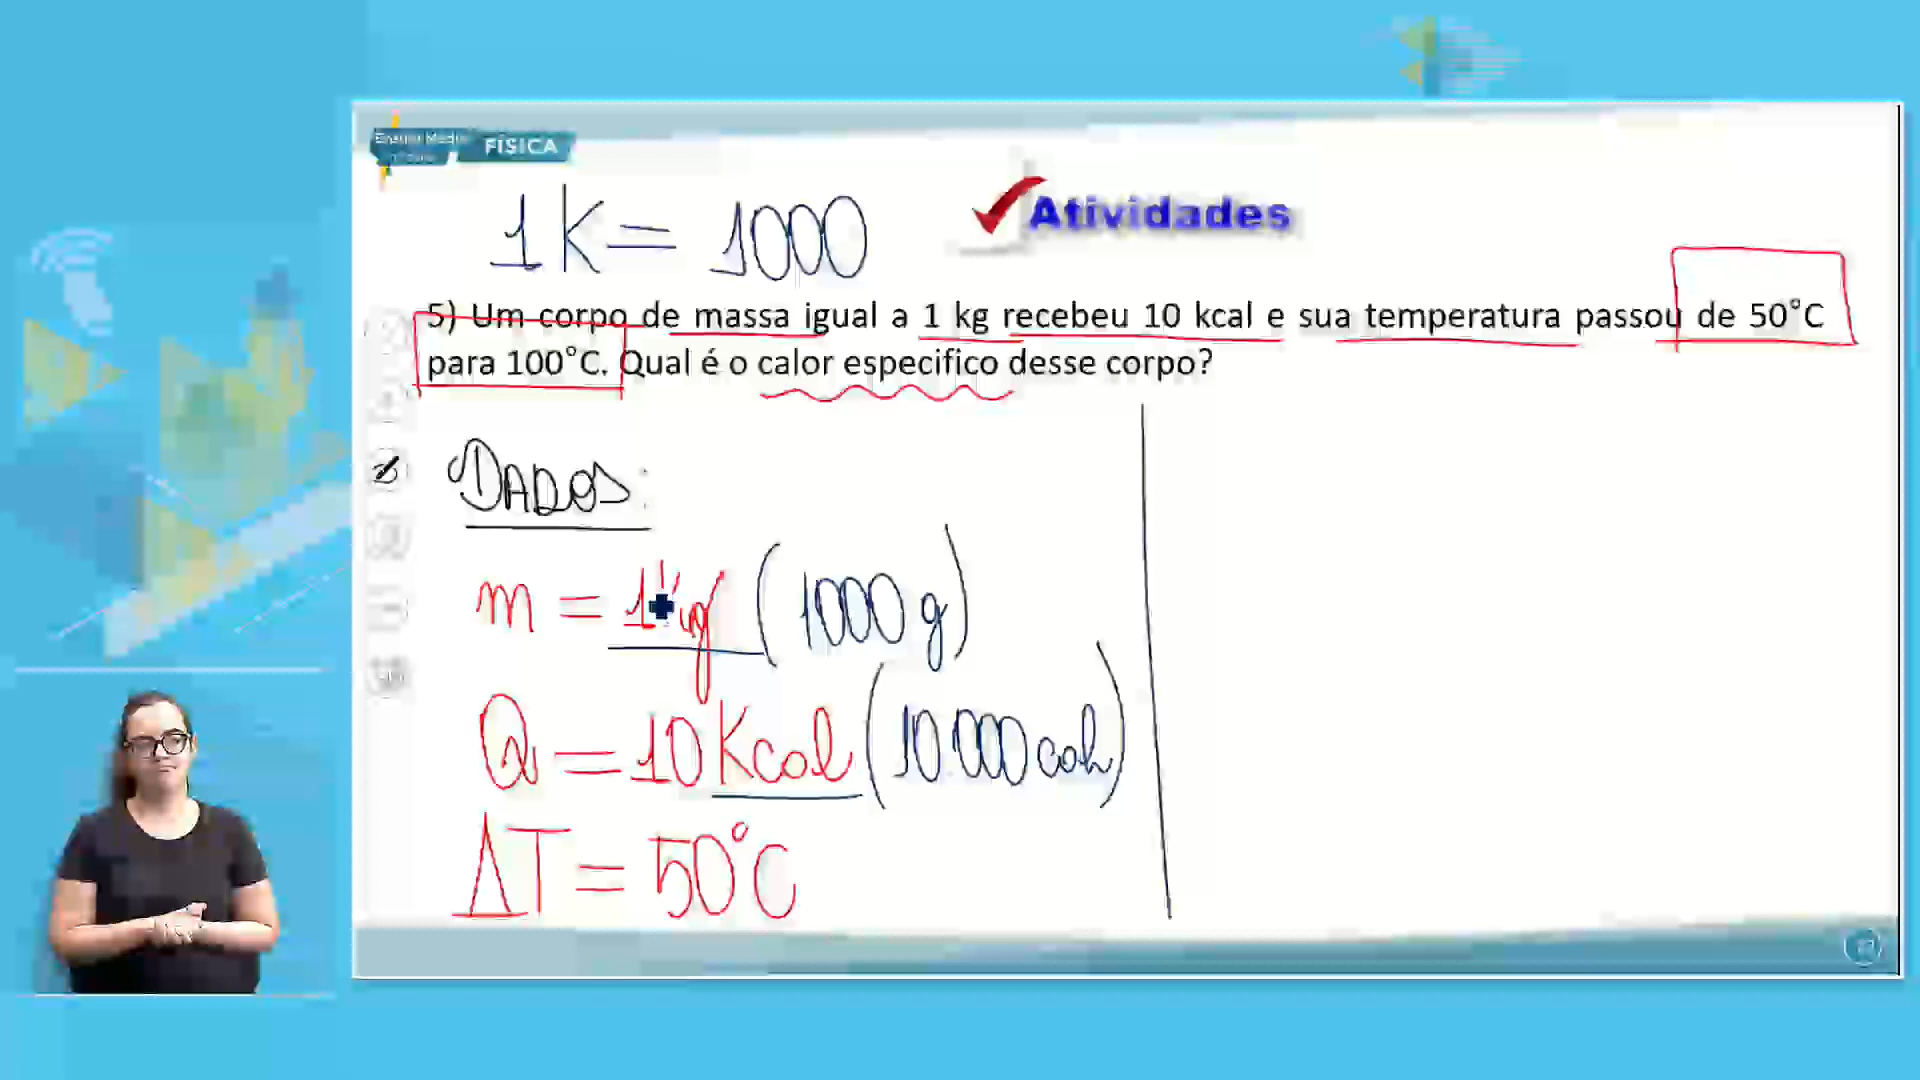 Ensino Médio
FÍSICA
1K = 1000
Atividades
5) Um corpo de massa igual a 1 kg recebeu 10 kcal e sua temperatura passou de 50°C
para 100°C. Qual é o calor especifico desse corpo?
DADOS:
m = 1kg (1000 g)
Q = 10 Kcal (10.000 cal)
ΔT = 50°C